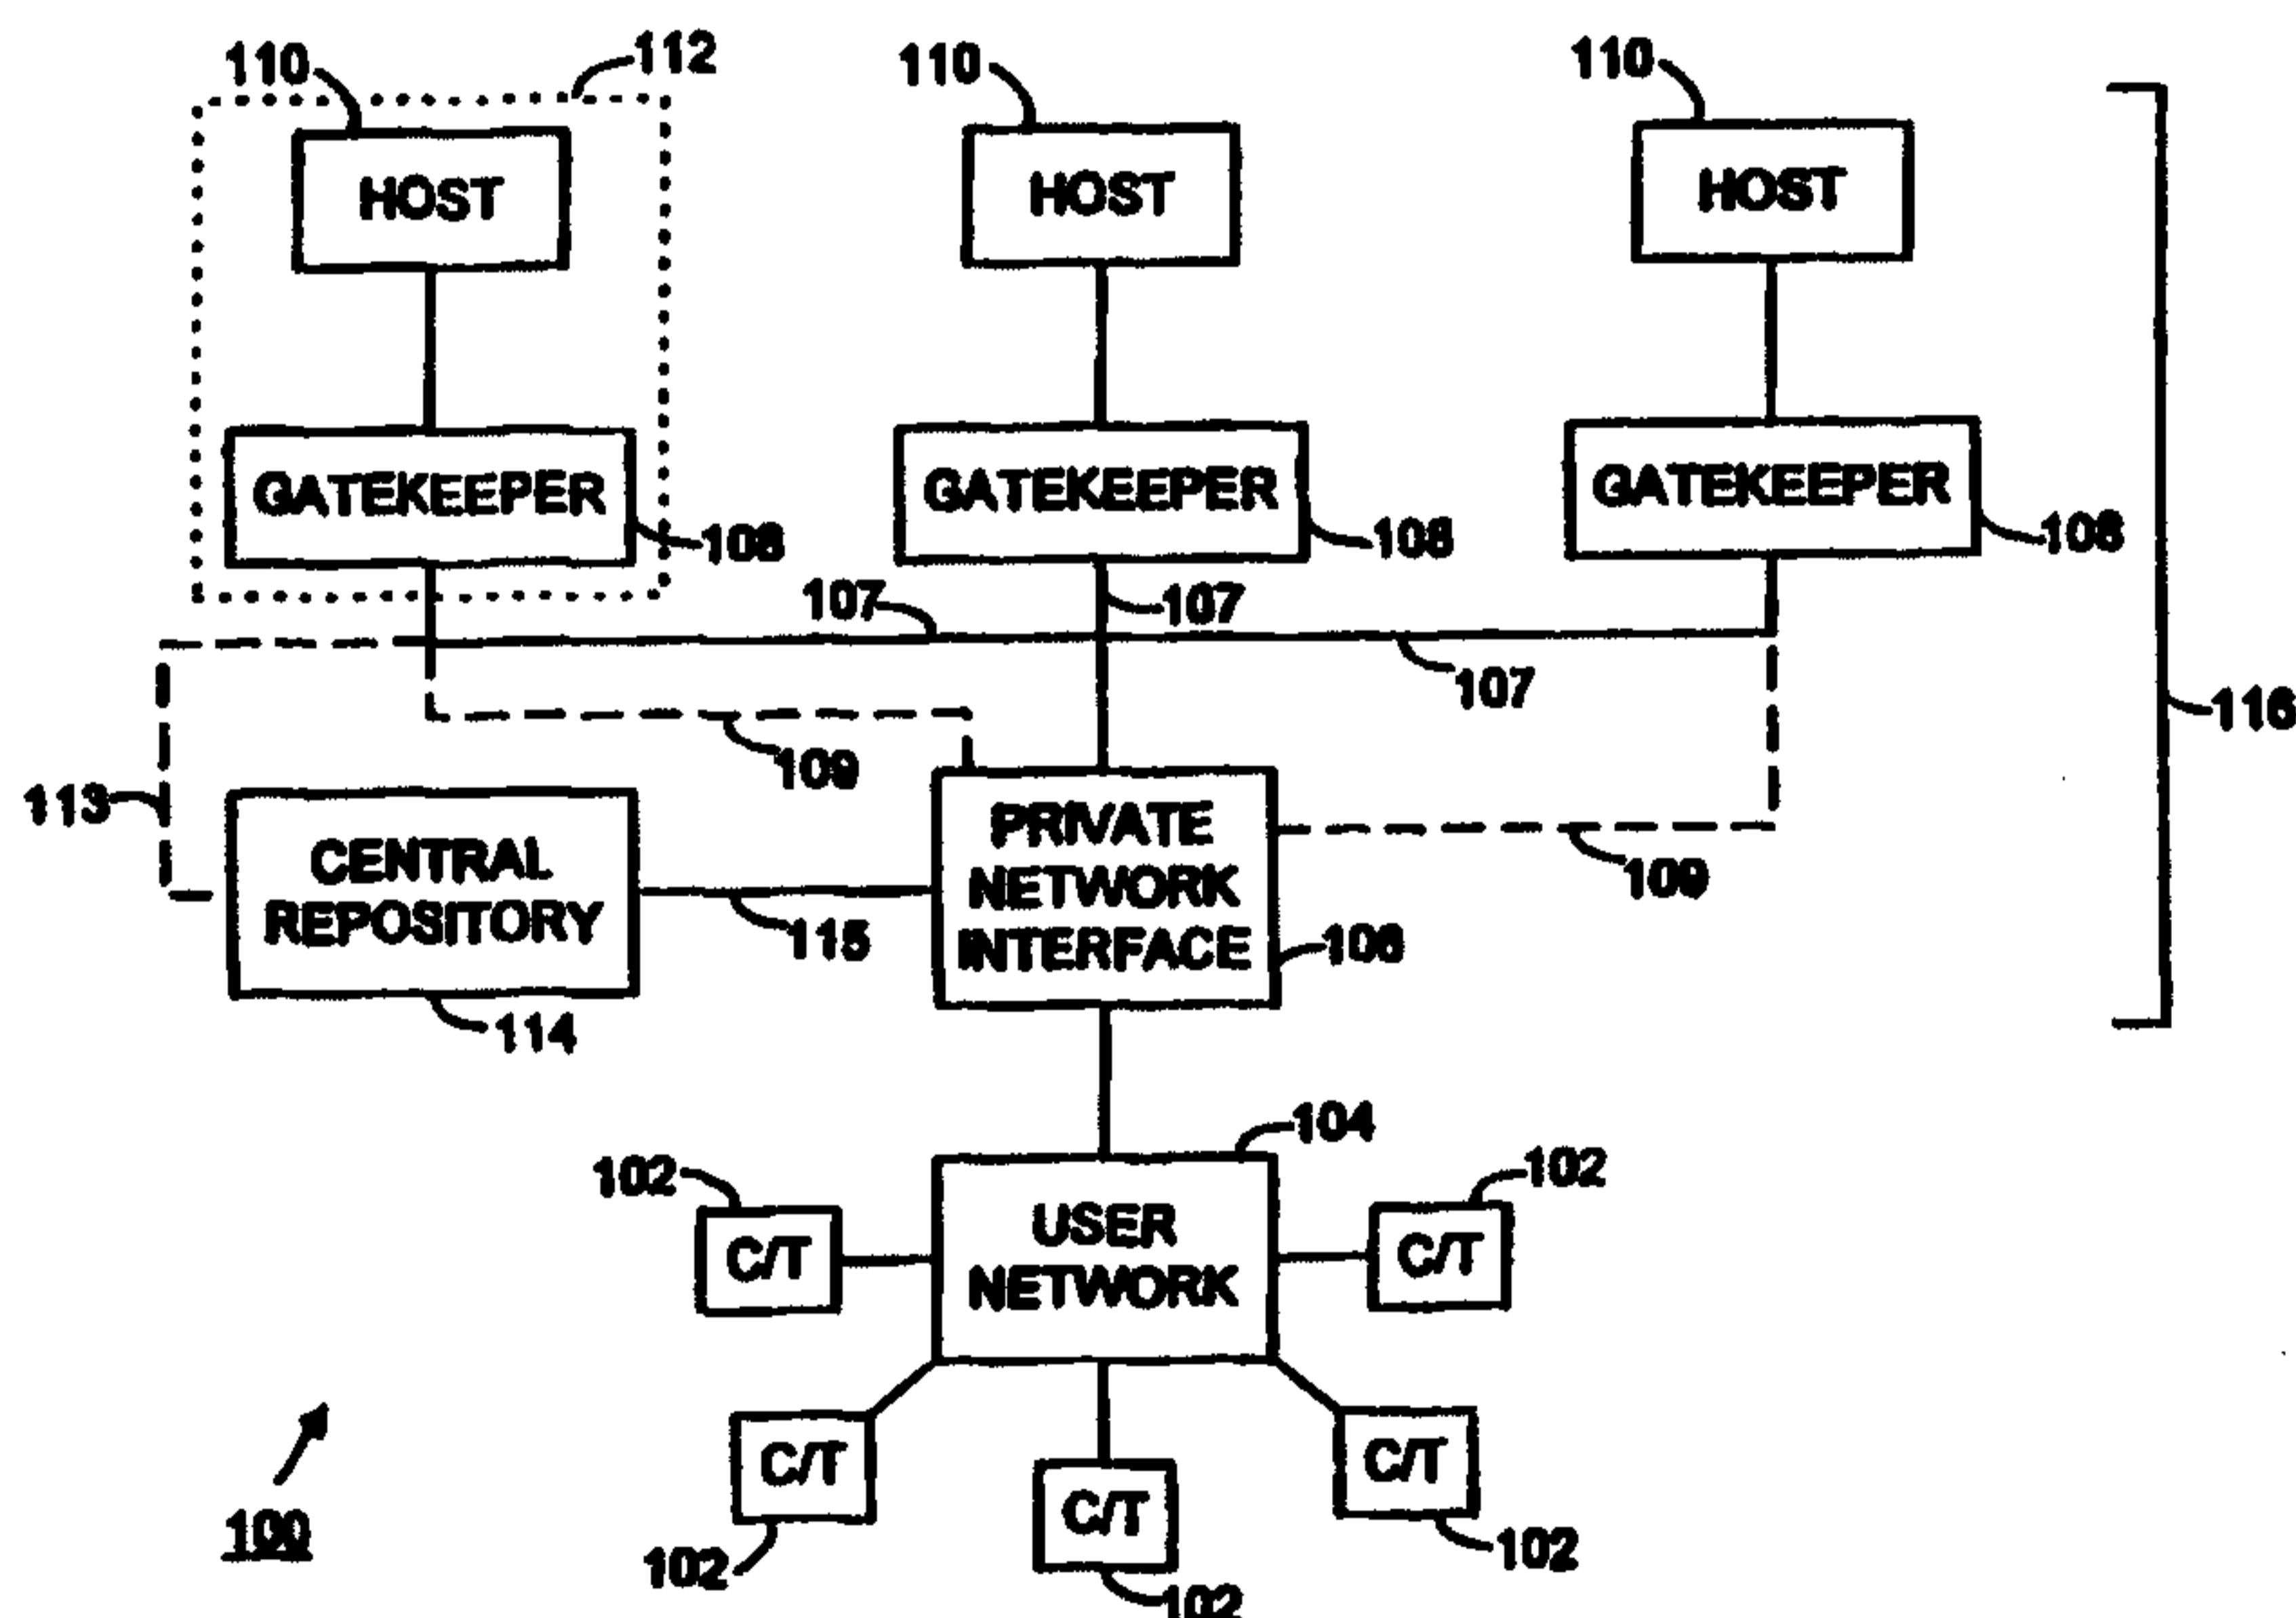 110
112
110
110
HOST
HOST
HOST
GATEKEEPER
GATEKEEPER
GATEKEEPER
108
108
108
107
107
107
116
109
113
CENTRAL
REPOSITORY
PRIVATE
NETWORK
INTERFACE
109
115
106
114
104
102
102
C/T
USER
NETWORK
C/T
C/T
C/T
C/T
100
102
102
102